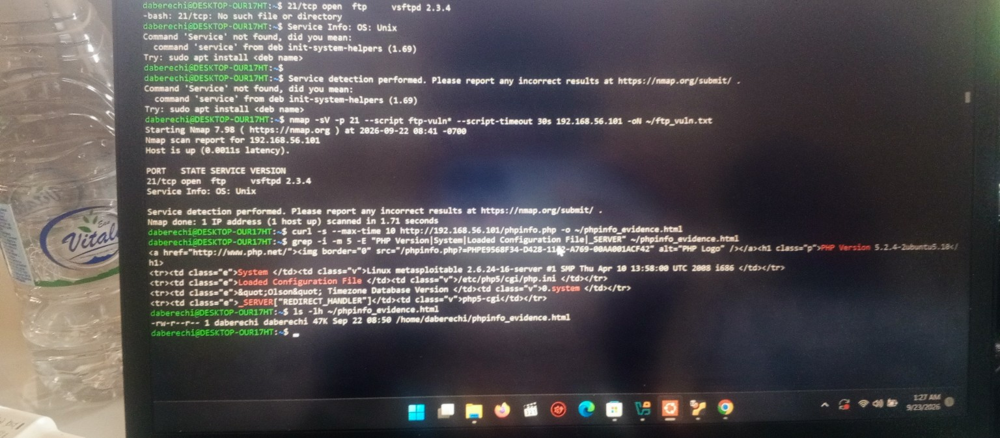 daberechi@DESKTOP-OUR17HT:~$ 21/tcp open  ftp     vsftpd 2.3.4
-bash: 21/tcp: No such file or directory
daberechi@DESKTOP-OUR17HT:~$ Service Info: OS: Unix
Command 'Service' not found, did you mean:
  command 'service' from deb init-system-helpers (1.69)
Try: sudo apt install <deb name>
daberechi@DESKTOP-OUR17HT:~$
daberechi@DESKTOP-OUR17HT:~$ Service detection performed. Please report any incorrect results at https://nmap.org/submit/ .
Command 'Service' not found, did you mean:
  command 'service' from deb init-system-helpers (1.69)
Try: sudo apt install <deb name>
daberechi@DESKTOP-OUR17HT:~$ nmap -sV -p 21 --script ftp-vuln* --script-timeout 30s 192.168.56.101 -oN ~/ftp_vuln.txt
Starting Nmap 7.98 ( https://nmap.org ) at 2026-09-22 08:41 -0700
Nmap scan report for 192.168.56.101
Host is up (0.0011s latency).
PORT   STATE SERVICE VERSION
21/tcp open  ftp     vsftpd 2.3.4
Service Info: OS: Unix
Service detection performed. Please report any incorrect results at https://nmap.org/submit/ .
Nmap done: 1 IP address (1 host up) scanned in 1.71 seconds
daberechi@DESKTOP-OUR17HT:~$ curl -s --max-time 10 http://192.168.56.101/phpinfo.php -o ~/phpinfo_evidence.html
daberechi@DESKTOP-OUR17HT:~$ grep -i -m 5 -E "PHP Version|System|Loaded Configuration File|_SERVER" ~/phpinfo_evidence.html
<a href="http://www.php.net/"><img border="0" src="/phpinfo.php?=PHPE9568F34-D428-11 2-A769-00AA001ACF42" alt="PHP Logo" /></a><h1 class="p">PHP Version 5.2.4-2ubuntu5.10</
h1>
<tr><td class="e">System </td><td class="v">Linux metasploitable 2.6.24-16-server #1 SMP Thu Apr 10 13:58:00 UTC 2008 i686 </td></tr>
<tr><td class="e">Loaded Configuration File </td><td class="v">/etc/php5/cgi/php.ini </td></tr>
<tr><td class="e">&quot;Olson&quot; Timezone Database Version </td><td class="v">0.system </td></tr>
<tr><td class="e">_SERVER["REDIRECT_HANDLER"]</td><td class="v">php5-cgi</td></tr>
daberechi@DESKTOP-OUR17HT:~$ ls -lh ~/phpinfo_evidence.html
-rw-r--r-- 1 daberechi daberechi 47K Sep 22 08:50 /home/daberechi/phpinfo_evidence.html
daberechi@DESKTOP-OUR17HT:~$
1:27 AM
9/23/2026
Eau
Vital